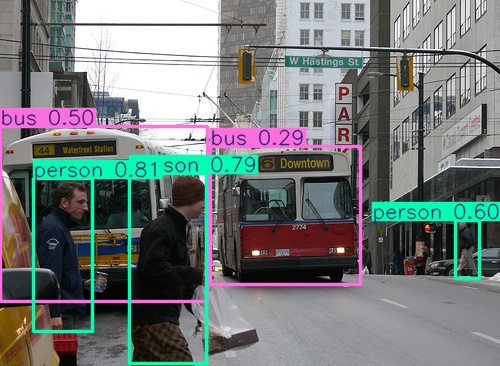 W Hastings St
PAR
bus 0.50
bus 0.29
44 Waterfront Station
6 Downtown
person 0.81
son 0.79
person 0.60
2774